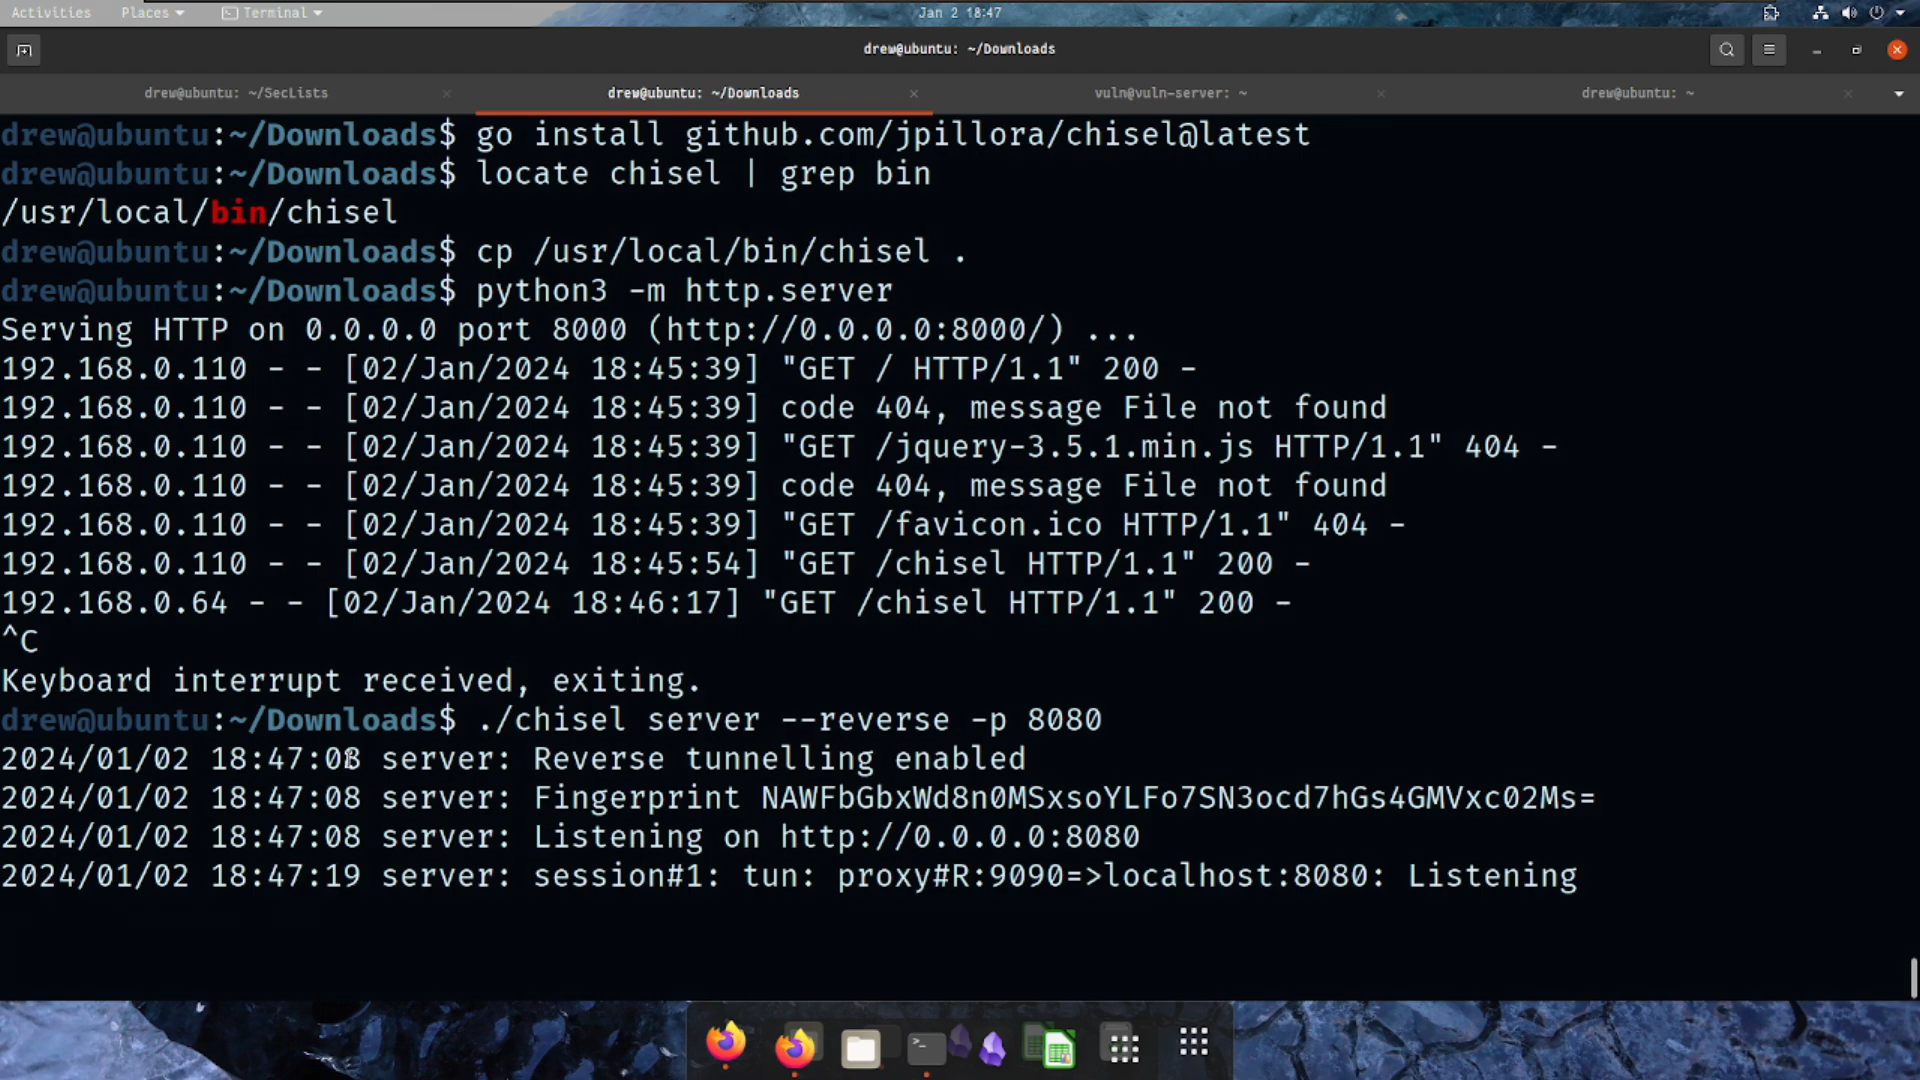 Activities Places Terminal Jan 2 18:47
drew@ubuntu: ~/Downloads
drew@ubuntu: ~/SecLists drew@ubuntu: ~/Downloads vuln@vuln-server: ~ drew@ubuntu: ~
drew@ubuntu:~/Downloads$ go install github.com/jpillora/chisel@latest
drew@ubuntu:~/Downloads$ locate chisel | grep bin
/usr/local/bin/chisel
drew@ubuntu:~/Downloads$ cp /usr/local/bin/chisel .
drew@ubuntu:~/Downloads$ python3 -m http.server
Serving HTTP on 0.0.0.0 port 8000 (http://0.0.0.0:8000/) ...
192.168.0.110 - - [02/Jan/2024 18:45:39] "GET / HTTP/1.1" 200 -
192.168.0.110 - - [02/Jan/2024 18:45:39] code 404, message File not found
192.168.0.110 - - [02/Jan/2024 18:45:39] "GET /jquery-3.5.1.min.js HTTP/1.1" 404 -
192.168.0.110 - - [02/Jan/2024 18:45:39] code 404, message File not found
192.168.0.110 - - [02/Jan/2024 18:45:39] "GET /favicon.ico HTTP/1.1" 404 -
192.168.0.110 - - [02/Jan/2024 18:45:54] "GET /chisel HTTP/1.1" 200 -
192.168.0.64 - - [02/Jan/2024 18:46:17] "GET /chisel HTTP/1.1" 200 -
^C
Keyboard interrupt received, exiting.
drew@ubuntu:~/Downloads$ ./chisel server --reverse -p 8080
2024/01/02 18:47:08 server: Reverse tunnelling enabled
2024/01/02 18:47:08 server: Fingerprint NAWFbGbxWd8n0MSxsoYLFo7SN3ocd7hGs4GMVxc02Ms=
2024/01/02 18:47:08 server: Listening on http://0.0.0.0:8080
2024/01/02 18:47:19 server: session#1: tun: proxy#R:9090=>localhost:8080: Listening